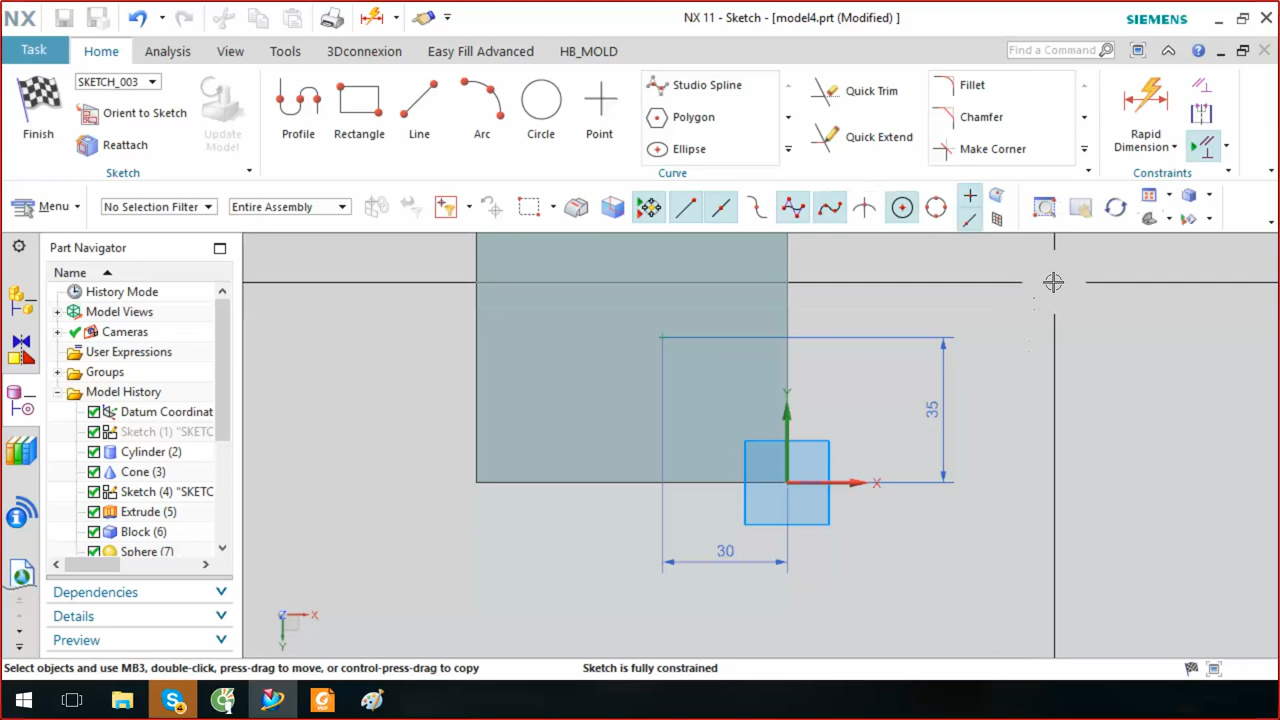 NX
NX 11 - Sketch - [model4.prt (Modified) ]
SIEMENS
Task
Home
Analysis
View
Tools
3Dconnexion
Easy Fill Advanced
HB_MOLD
Find a Command
Finish
SKETCH_003
Orient to Sketch
Reattach
Update
Model
Sketch
Profile
Rectangle
Line
Arc
Circle
Point
Studio Spline
Polygon
Ellipse
Quick Trim
Quick Extend
Fillet
Chamfer
Make Corner
Curve
Rapid
Dimension
Constraints
Menu
No Selection Filter
Entire Assembly
Part Navigator
Name
History Mode
Model Views
Cameras
User Expressions
Groups
Model History
Datum Coordinat
Sketch (1) "SKETC
Cylinder (2)
Cone (3)
Sketch (4) "SKETC
Extrude (5)
Block (6)
Sphere (7)
Dependencies
Details
Preview
35
30
Y
X
Z
X
Y
Select objects and use MB3, double-click, press-drag to move, or control-press-drag to copy
Sketch is fully constrained
S
4
G
PDF